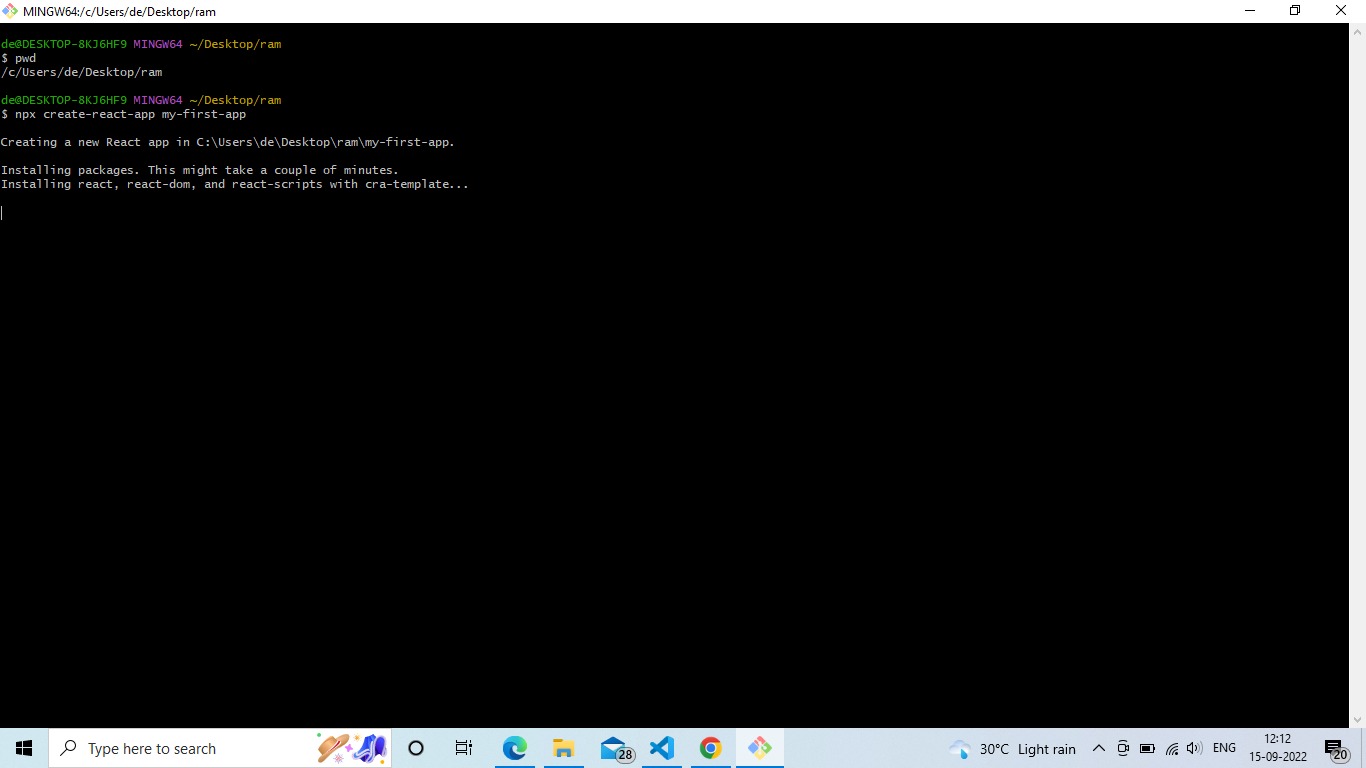 MINGW64:/c/Users/de/Desktop/ram
de@DESKTOP-8KJ6HF9 MINGW64 ~/Desktop/ram
$ pwd
/c/Users/de/Desktop/ram
de@DESKTOP-8KJ6HF9 MINGW64 ~/Desktop/ram
$ npx create-react-app my-first-app
Creating a new React app in C:\Users\de\Desktop\ram\my-first-app.
Installing packages. This might take a couple of minutes.
Installing react, react-dom, and react-scripts with cra-template...
Type here to search
28
30°C Light rain
ENG
12:12
15-09-2022
20